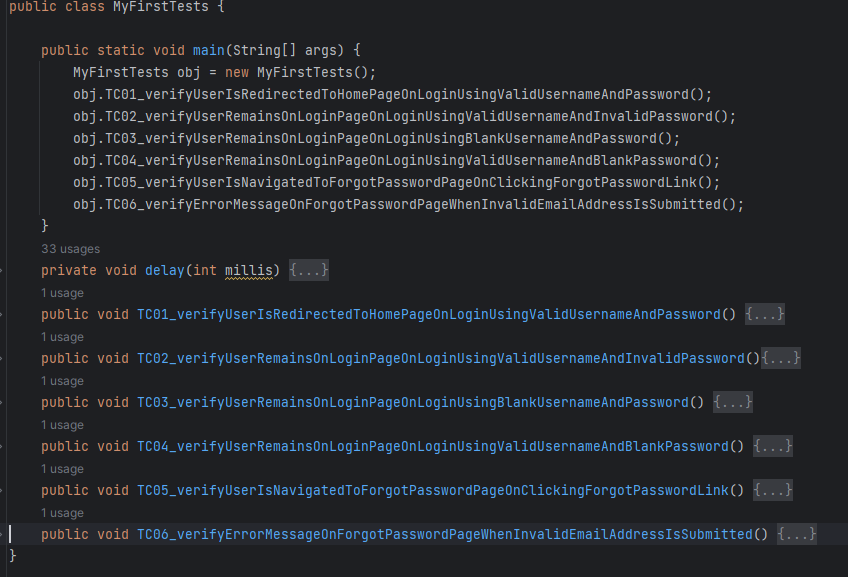 public class MyFirstTests {
public static void main(String[] args) {
MyFirstTests obj = new MyFirstTests();
obj.TC01_verifyUserIsRedirectedToHomePageOnLoginUsingValidUsernameAndPassword();
obj.TC02_verifyUserRemainsOnLoginPageOnLoginUsingValidUsernameAndInvalidPassword();
obj.TC03_verifyUserRemainsOnLoginPageOnLoginUsingBlankUsernameAndPassword();
obj.TC04_verifyUserRemainsOnLoginPageOnLoginUsingValidUsernameAndBlankPassword();
obj.TC05_verifyUserIsNavigatedToForgotPasswordPageOnClickingForgotPasswordLink();
obj.TC06_verifyErrorMessageOnForgotPasswordPageWhenInvalidEmailAddressIsSubmitted();
}
33 usages
private void delay(int millis) {...}
1 usage
public void TC01_verifyUserIsRedirectedToHomePageOnLoginUsingValidUsernameAndPassword() {...}
1 usage
public void TC02_verifyUserRemainsOnLoginPageOnLoginUsingValidUsernameAndInvalidPassword(){...}
1 usage
public void TC03_verifyUserRemainsOnLoginPageOnLoginUsingBlankUsernameAndPassword() {...}
1 usage
public void TC04_verifyUserRemainsOnLoginPageOnLoginUsingValidUsernameAndBlankPassword() {...}
1 usage
public void TC05_verifyUserIsNavigatedToForgotPasswordPageOnClickingForgotPasswordLink() {...}
1 usage
public void TC06_verifyErrorMessageOnForgotPasswordPageWhenInvalidEmailAddressIsSubmitted() {...}
}